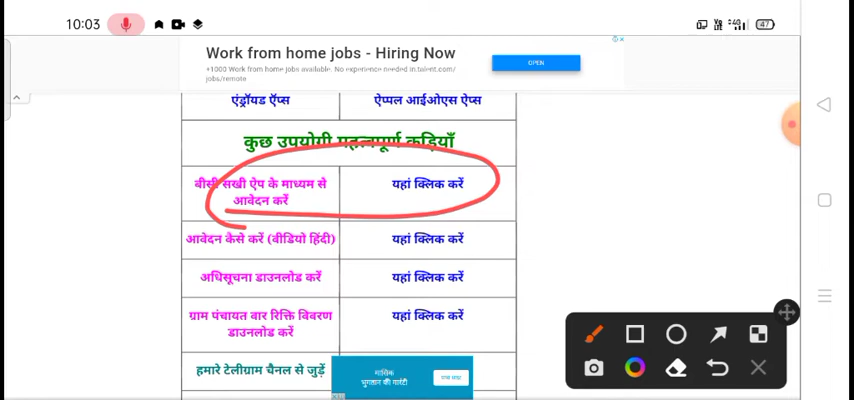 10:03
47
Work from home jobs - Hiring Now
+1000 Work from home jobs available. No experience needed in.talent.com/
jobs/remote
OPEN
एंड्रॉयड ऍप्स ऐप्पल आईओएस ऐप्स
कुछ उपयोगी महत्वपूर्ण कड़ियाँ
बीसी सखी ऐप के माध्यम से
आवेदन करें
यहां क्लिक करें
आवेदन कैसे करें (वीडियो हिंदी) यहां क्लिक करें
अधिसूचना डाउनलोड करें यहां क्लिक करें
ग्राम पंचायत वार रिक्ति विवरण
डाउनलोड करें
यहां क्लिक करें
हमारे टेलीग्राम चैनल से जुड़ें
मासिक
भुगतान की गारंटी